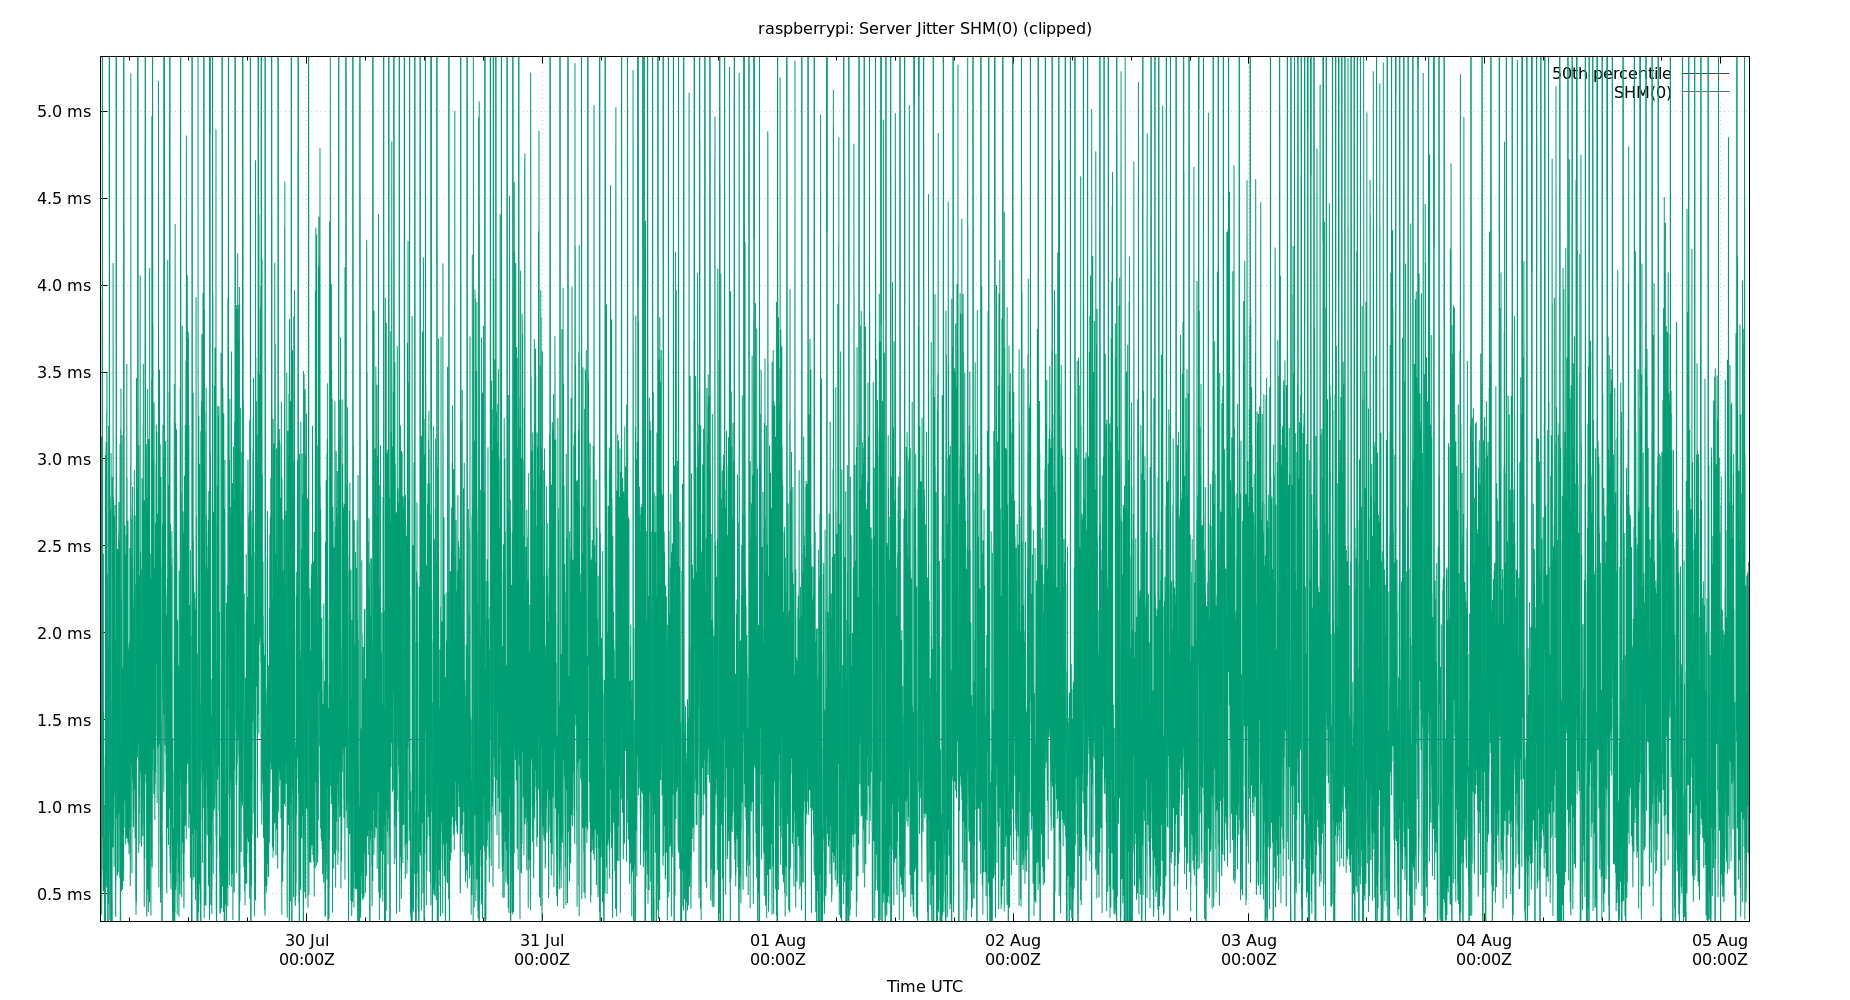 raspberrypi: Server Jitter SHM(0) (clipped)
50th percentile
SHM(0)
5.0 ms
4.5 ms
4.0 ms
3.5 ms
3.0 ms
2.5 ms
2.0 ms
1.5 ms
1.0 ms
0.5 ms
30 Jul 31 Jul 01 Aug 02 Aug 03 Aug 04 Aug 05 Aug
00:00Z 00:00Z 00:00Z 00:00Z 00:00Z 00:00Z 00:00Z
Time UTC